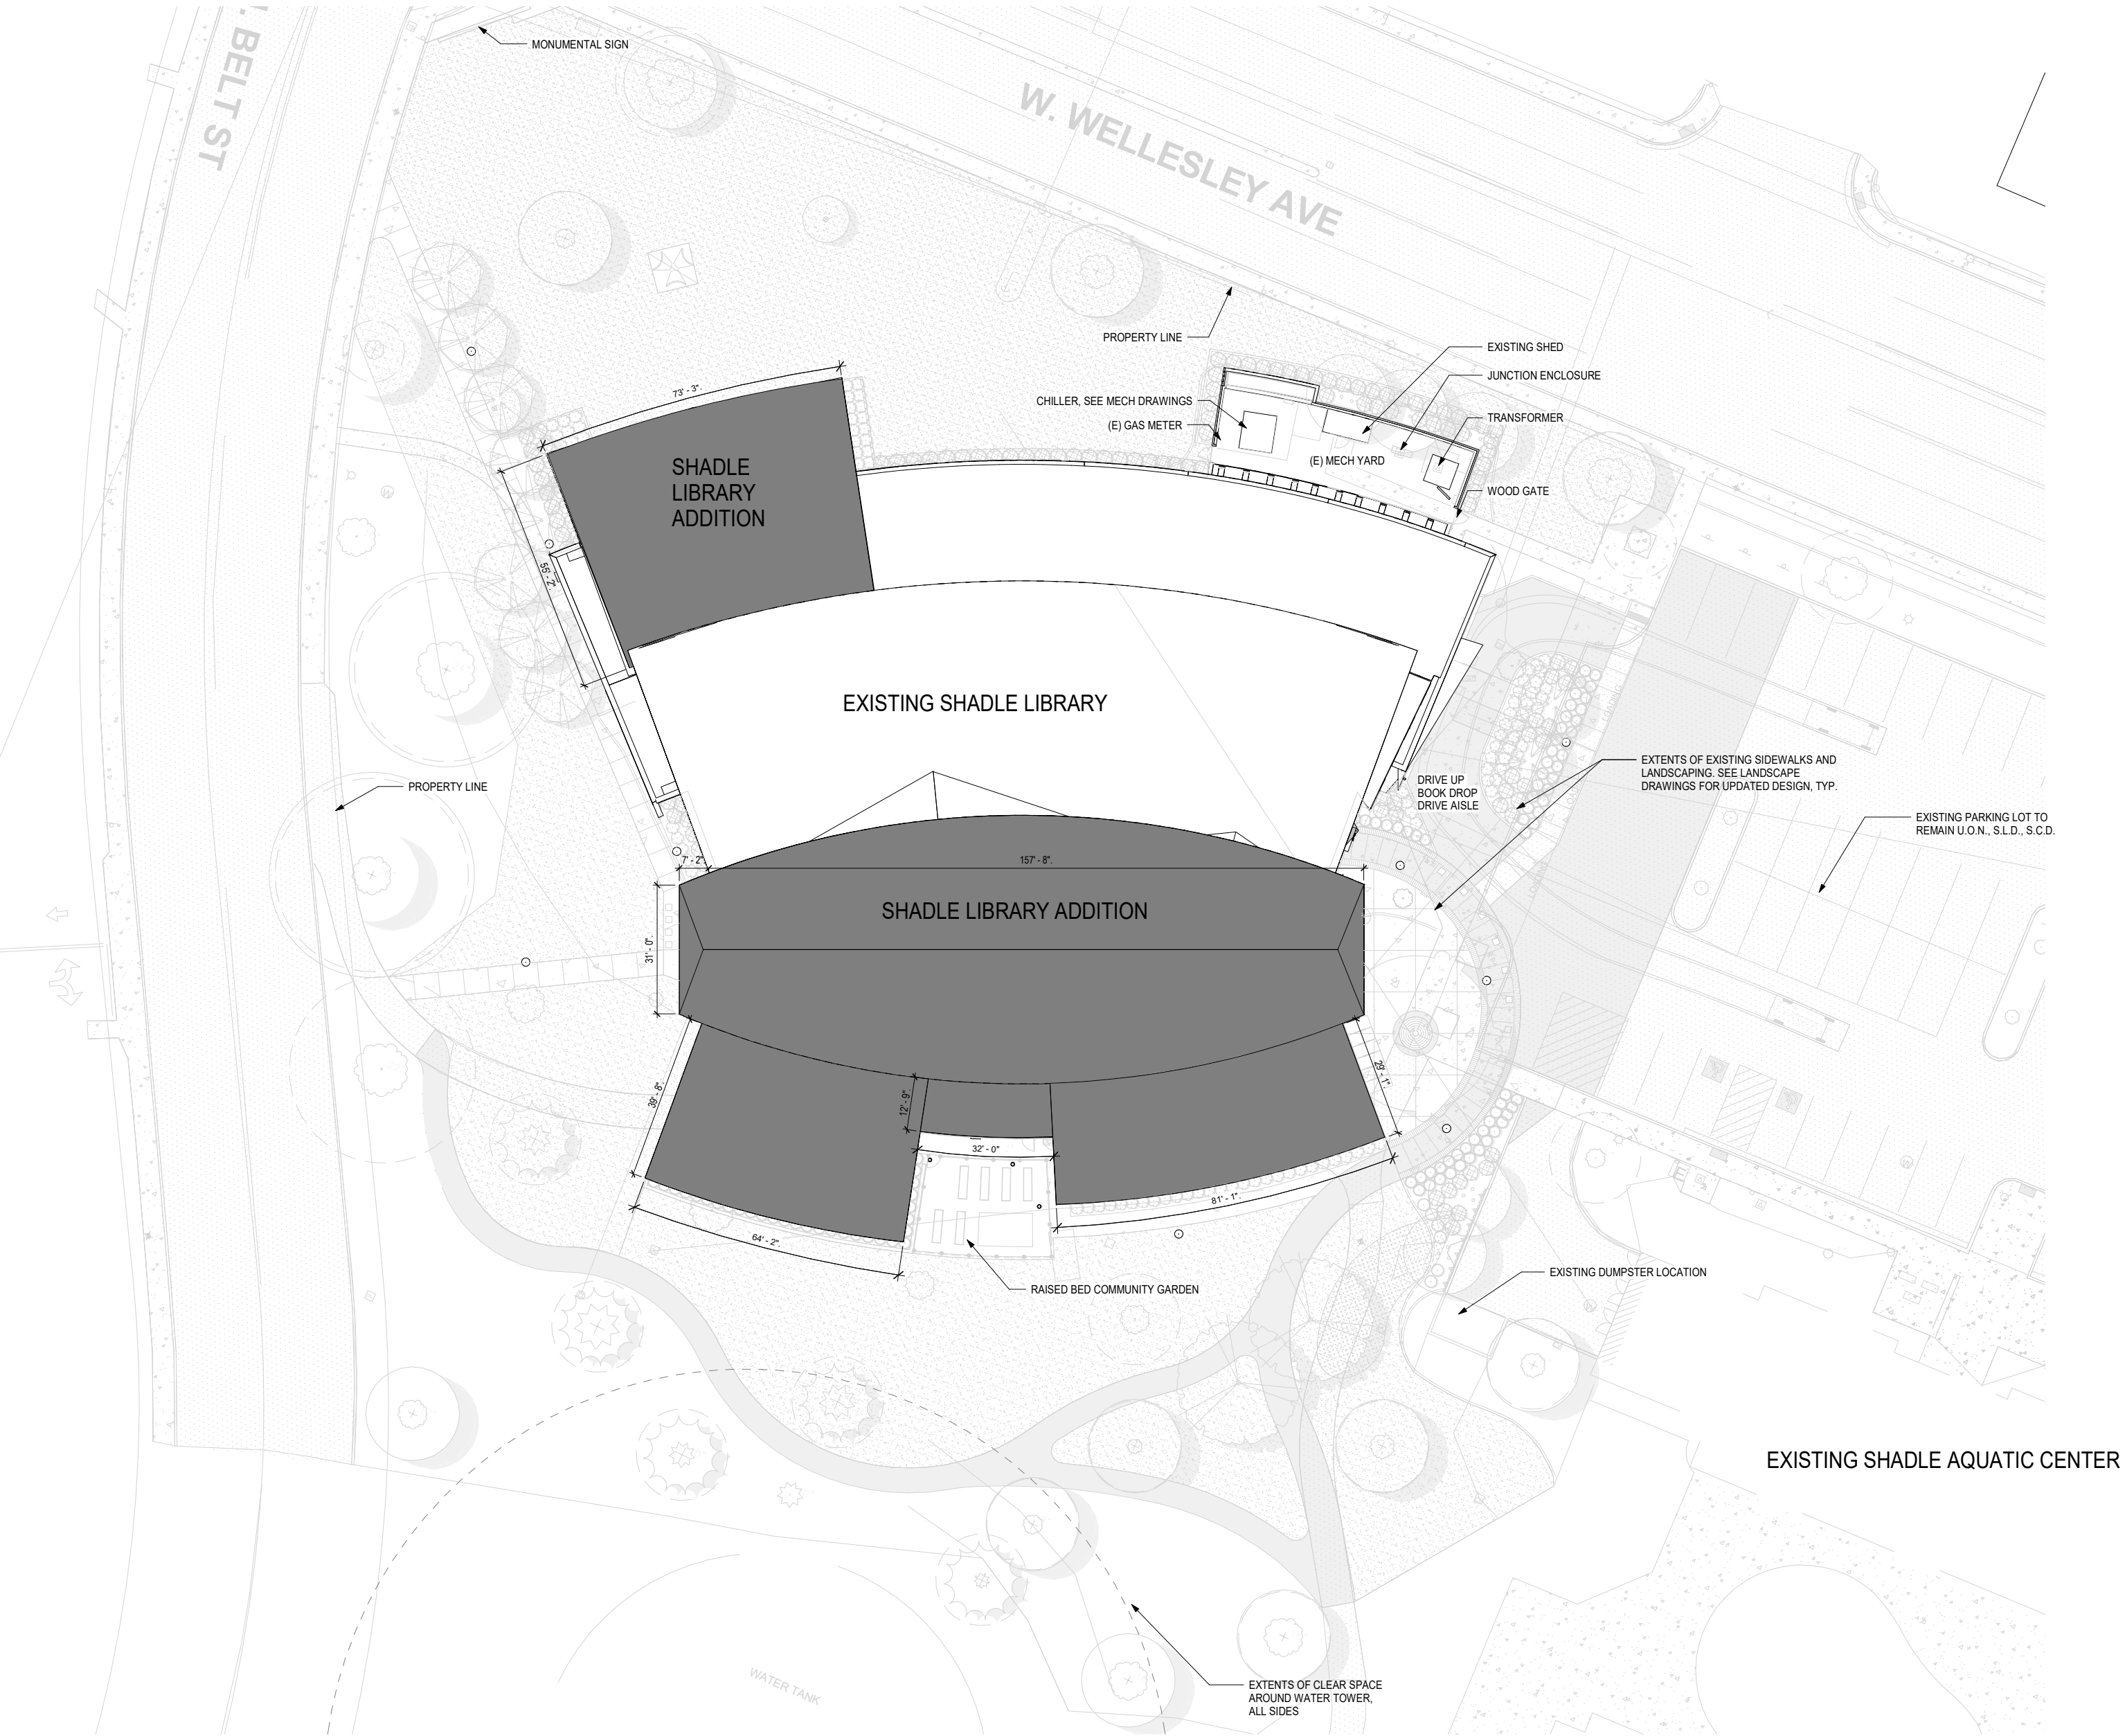 MONUMENTAL SIGN
. BELT ST
W. WELLESLEY AVE
PROPERTY LINE
EXISTING SHED
JUNCTION ENCLOSURE
CHILLER, SEE MECH DRAWINGS
TRANSFORMER
(E) GAS METER
(E) MECH YARD
WOOD GATE
73' - 3".
SHADLE
LIBRARY
ADDITION
55' - 2".
EXISTING SHADLE LIBRARY
PROPERTY LINE
DRIVE UP
BOOK DROP
DRIVE AISLE
EXTENTS OF EXISTING SIDEWALKS AND
LANDSCAPING. SEE LANDSCAPE
DRAWINGS FOR UPDATED DESIGN, TYP.
EXISTING PARKING LOT TO
REMAIN U.O.N., S.L.D., S.C.D.
7' - 2".
157' - 8".
SHADLE LIBRARY ADDITION
31' - 0".
39' - 8".
12' - 9".
29' - 1".
32' - 0"
81' - 1".
64' - 2".
RAISED BED COMMUNITY GARDEN
EXISTING DUMPSTER LOCATION
EXISTING SHADLE AQUATIC CENTER
WATER TANK
EXTENTS OF CLEAR SPACE
AROUND WATER TOWER,
ALL SIDES